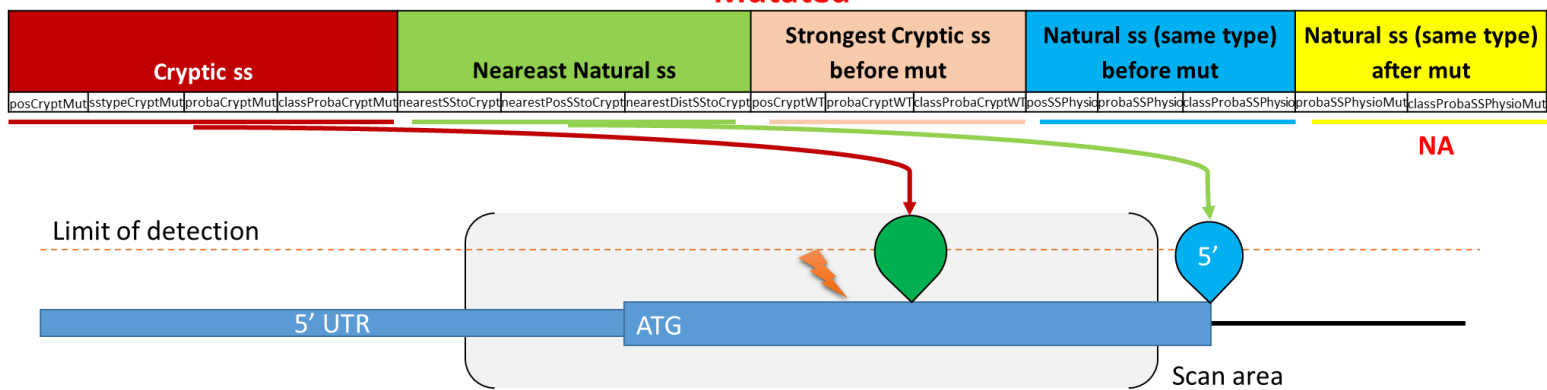 Mutated
Cryptic ss
Neareast Natural ss
Strongest Cryptic ss
before mut
Natural ss (same type)
before mut
Natural ss (same type)
after mut
posCryptMut sstypeCryptMut probaCryptMut classProbaCryptMut nearestSStoCrypt nearestPosSStoCrypt nearestDistSStoCrypt posCryptWT probaCryptWT classProbaCryptWT posSSPhysio probaSSPhysio classProbaSSPhysio probaSSPhysioMut classProbaSSPhysioMut
NA
Limit of detection
5'
5' UTR
ATG
Scan area